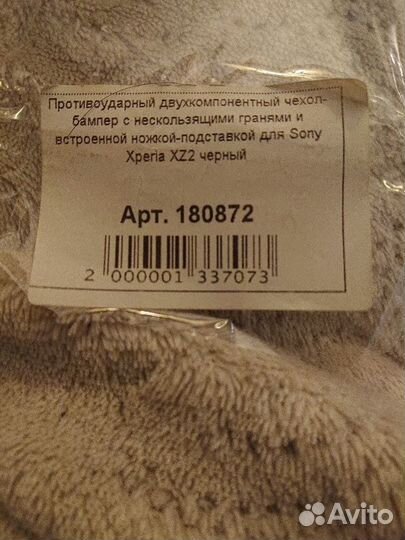 Противоударный двухкомпонентный чехол-
бампер с нескользящими гранями и
встроенной ножкой-подставкой для Sony
Xperia XZ2 черный
Арт. 180872
2 000001 337073
Avito